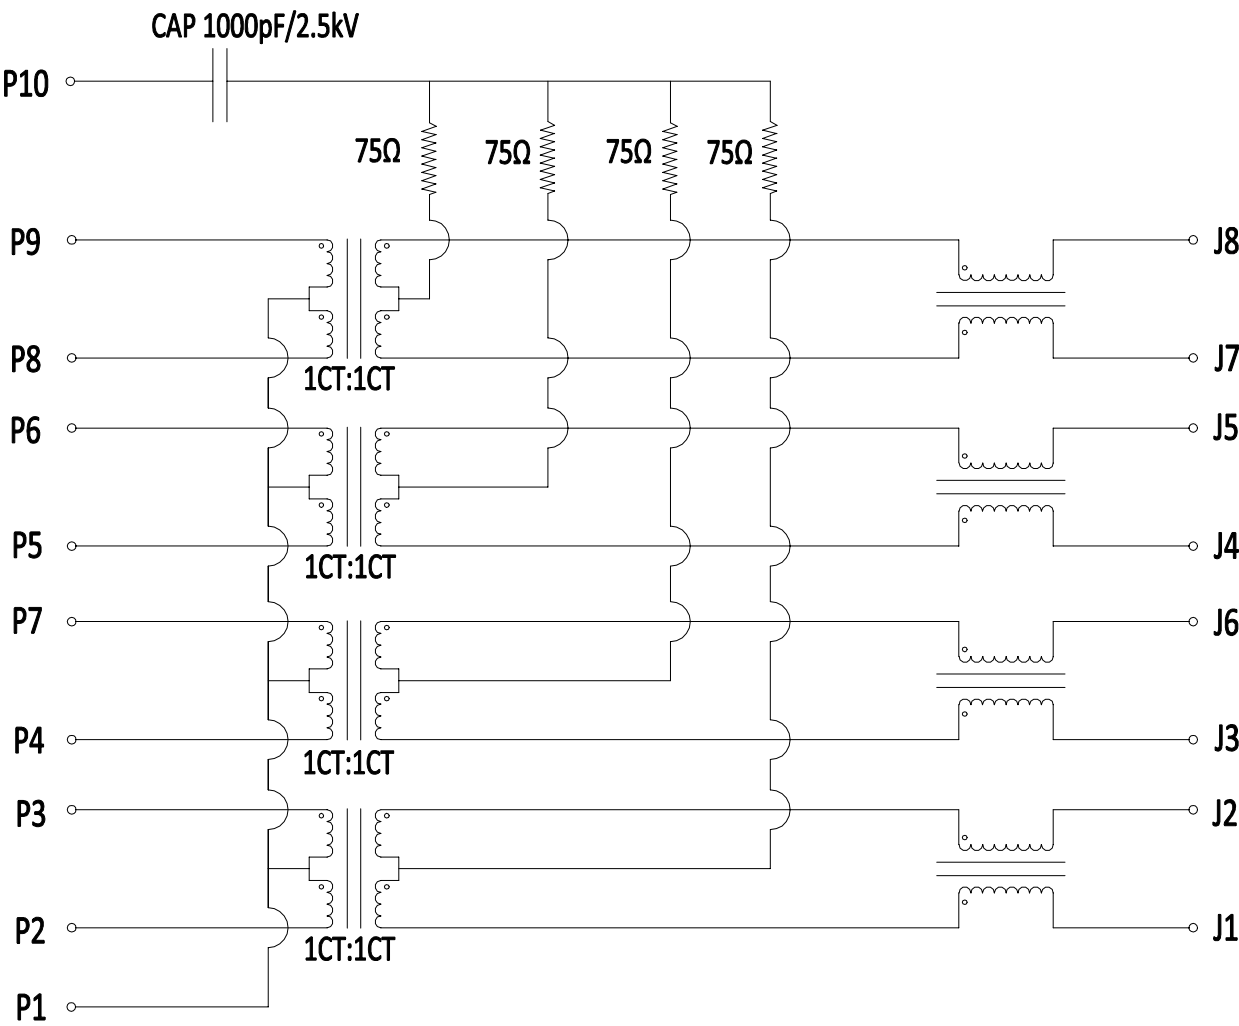 CAP 1000pF/2.5kV
P10
75Ω
75Ω
75Ω
75Ω
P9
J8
P8
J7
1CT:1CT
P6
J5
P5
J4
1CT:1CT
P7
J6
P4
J3
1CT:1CT
P3
J2
P2
J1
1CT:1CT
P1